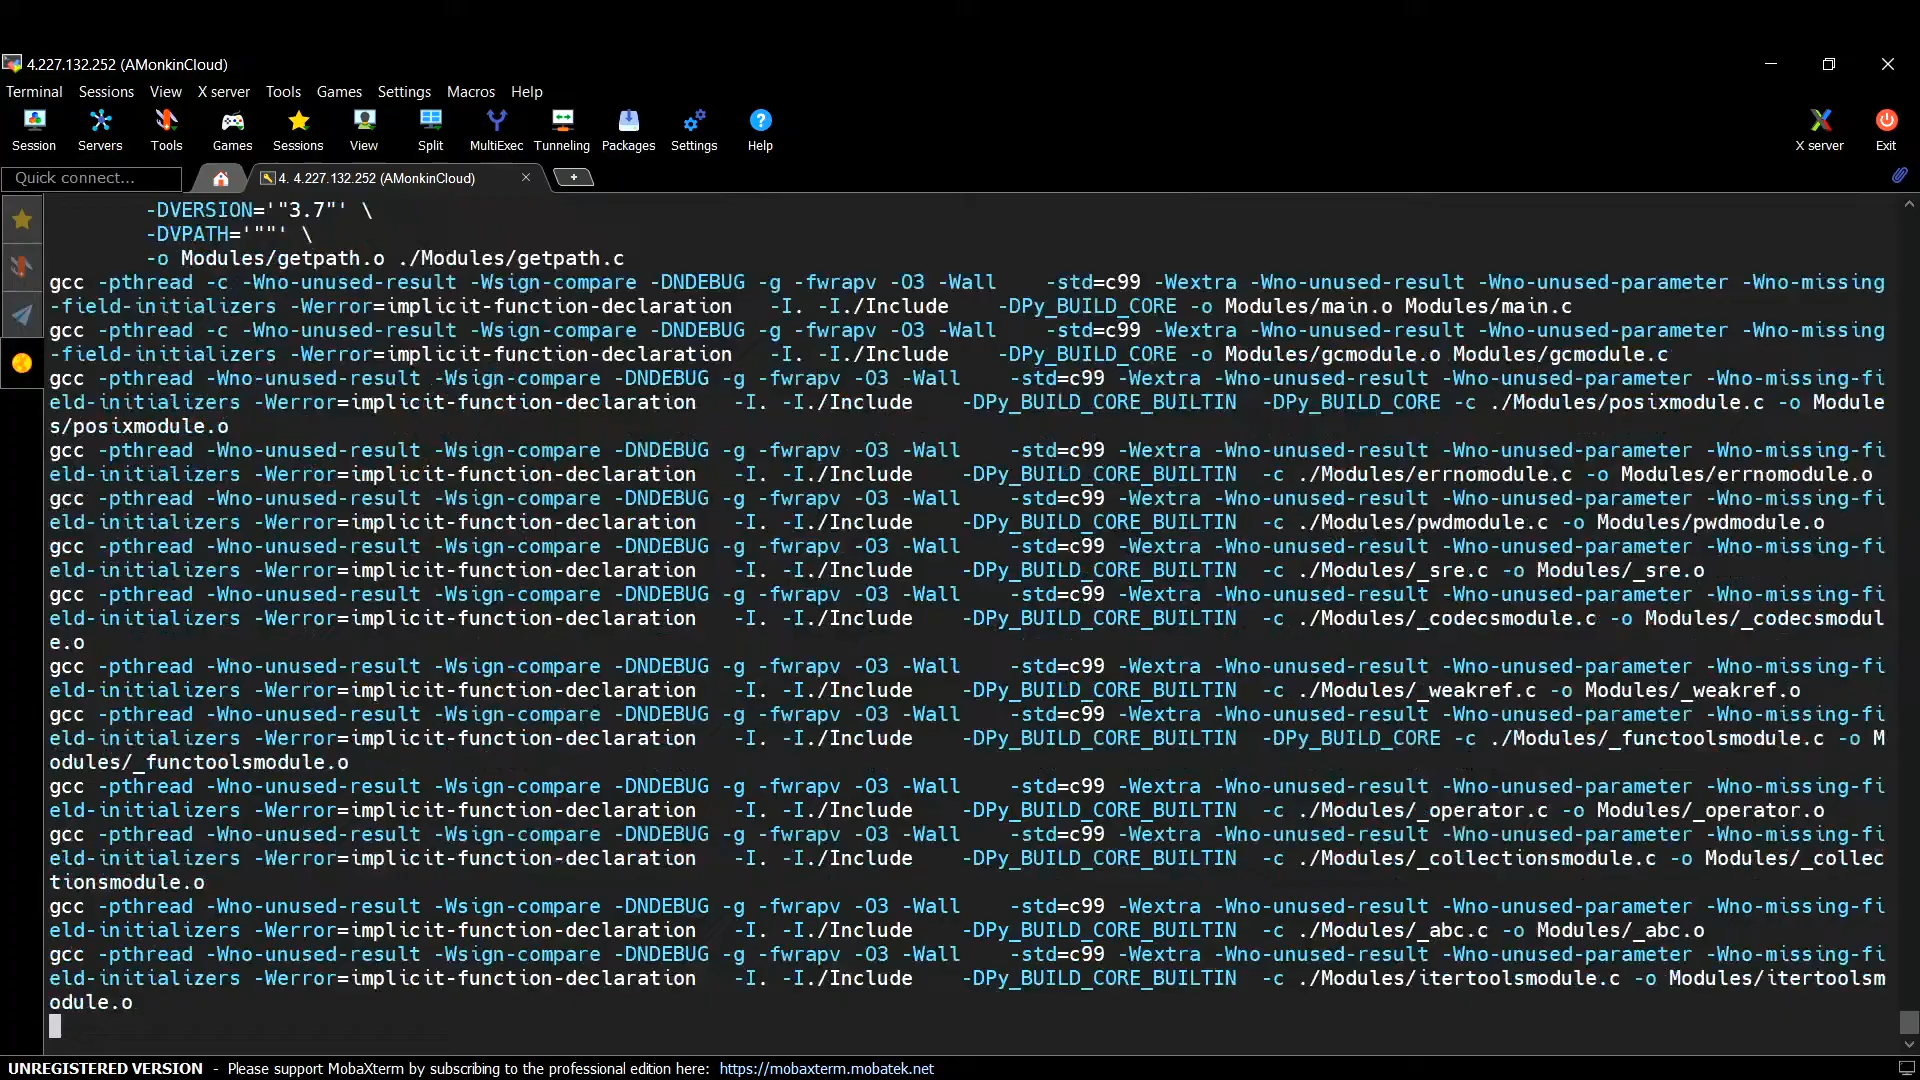 4.227.132.252 (AMonkinCloud)
Terminal Sessions View X server Tools Games Settings Macros Help
Session Servers Tools Games Sessions View Split MultiExec Tunneling Packages Settings Help X server Exit
Quick connect... 4. 4.227.132.252 (AMonkinCloud)
-DVERSION='"3.7"' \
-DVPATH='""' \
-o Modules/getpath.o ./Modules/getpath.c
gcc -pthread -c -Wno-unused-result -Wsign-compare -DNDEBUG -g -fwrapv -O3 -Wall    -std=c99 -Wextra -Wno-unused-result -Wno-unused-parameter -Wno-missing
-field-initializers -Werror=implicit-function-declaration   -I. -I./Include    -DPy_BUILD_CORE -o Modules/main.o Modules/main.c
gcc -pthread -c -Wno-unused-result -Wsign-compare -DNDEBUG -g -fwrapv -O3 -Wall    -std=c99 -Wextra -Wno-unused-result -Wno-unused-parameter -Wno-missing
-field-initializers -Werror=implicit-function-declaration   -I. -I./Include    -DPy_BUILD_CORE -o Modules/gcmodule.o Modules/gcmodule.c
gcc -pthread -Wno-unused-result -Wsign-compare -DNDEBUG -g -fwrapv -O3 -Wall    -std=c99 -Wextra -Wno-unused-result -Wno-unused-parameter -Wno-missing-fi
eld-initializers -Werror=implicit-function-declaration   -I. -I./Include    -DPy_BUILD_CORE_BUILTIN  -DPy_BUILD_CORE -c ./Modules/posixmodule.c -o Module
s/posixmodule.o
gcc -pthread -Wno-unused-result -Wsign-compare -DNDEBUG -g -fwrapv -O3 -Wall    -std=c99 -Wextra -Wno-unused-result -Wno-unused-parameter -Wno-missing-fi
eld-initializers -Werror=implicit-function-declaration   -I. -I./Include    -DPy_BUILD_CORE_BUILTIN  -c ./Modules/errnomodule.c -o Modules/errnomodule.o
gcc -pthread -Wno-unused-result -Wsign-compare -DNDEBUG -g -fwrapv -O3 -Wall    -std=c99 -Wextra -Wno-unused-result -Wno-unused-parameter -Wno-missing-fi
eld-initializers -Werror=implicit-function-declaration   -I. -I./Include    -DPy_BUILD_CORE_BUILTIN  -c ./Modules/pwdmodule.c -o Modules/pwdmodule.o
gcc -pthread -Wno-unused-result -Wsign-compare -DNDEBUG -g -fwrapv -O3 -Wall    -std=c99 -Wextra -Wno-unused-result -Wno-unused-parameter -Wno-missing-fi
eld-initializers -Werror=implicit-function-declaration   -I. -I./Include    -DPy_BUILD_CORE_BUILTIN  -c ./Modules/_sre.c -o Modules/_sre.o
gcc -pthread -Wno-unused-result -Wsign-compare -DNDEBUG -g -fwrapv -O3 -Wall    -std=c99 -Wextra -Wno-unused-result -Wno-unused-parameter -Wno-missing-fi
eld-initializers -Werror=implicit-function-declaration   -I. -I./Include    -DPy_BUILD_CORE_BUILTIN  -c ./Modules/_codecsmodule.c -o Modules/_codecsmodul
e.o
gcc -pthread -Wno-unused-result -Wsign-compare -DNDEBUG -g -fwrapv -O3 -Wall    -std=c99 -Wextra -Wno-unused-result -Wno-unused-parameter -Wno-missing-fi
eld-initializers -Werror=implicit-function-declaration   -I. -I./Include    -DPy_BUILD_CORE_BUILTIN  -c ./Modules/_weakref.c -o Modules/_weakref.o
gcc -pthread -Wno-unused-result -Wsign-compare -DNDEBUG -g -fwrapv -O3 -Wall    -std=c99 -Wextra -Wno-unused-result -Wno-unused-parameter -Wno-missing-fi
eld-initializers -Werror=implicit-function-declaration   -I. -I./Include    -DPy_BUILD_CORE_BUILTIN  -DPy_BUILD_CORE -c ./Modules/_functoolsmodule.c -o M
odules/_functoolsmodule.o
gcc -pthread -Wno-unused-result -Wsign-compare -DNDEBUG -g -fwrapv -O3 -Wall    -std=c99 -Wextra -Wno-unused-result -Wno-unused-parameter -Wno-missing-fi
eld-initializers -Werror=implicit-function-declaration   -I. -I./Include    -DPy_BUILD_CORE_BUILTIN  -c ./Modules/_operator.c -o Modules/_operator.o
gcc -pthread -Wno-unused-result -Wsign-compare -DNDEBUG -g -fwrapv -O3 -Wall    -std=c99 -Wextra -Wno-unused-result -Wno-unused-parameter -Wno-missing-fi
eld-initializers -Werror=implicit-function-declaration   -I. -I./Include    -DPy_BUILD_CORE_BUILTIN  -c ./Modules/_collectionsmodule.c -o Modules/_collec
tionsmodule.o
gcc -pthread -Wno-unused-result -Wsign-compare -DNDEBUG -g -fwrapv -O3 -Wall    -std=c99 -Wextra -Wno-unused-result -Wno-unused-parameter -Wno-missing-fi
eld-initializers -Werror=implicit-function-declaration   -I. -I./Include    -DPy_BUILD_CORE_BUILTIN  -c ./Modules/_abc.c -o Modules/_abc.o
gcc -pthread -Wno-unused-result -Wsign-compare -DNDEBUG -g -fwrapv -O3 -Wall    -std=c99 -Wextra -Wno-unused-result -Wno-unused-parameter -Wno-missing-fi
eld-initializers -Werror=implicit-function-declaration   -I. -I./Include    -DPy_BUILD_CORE_BUILTIN  -c ./Modules/itertoolsmodule.c -o Modules/itertoolsm
odule.o
UNREGISTERED VERSION - Please support MobaXterm by subscribing to the professional edition here: https://mobaxterm.mobatek.net